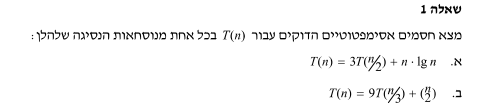 שאלה 1
מצא חסמים אסימפטוטיים הדוקים עבור T(n) בכל אחת מנוסחאות הנסיגה שלהלן:
א. T(n) = 3T(n/2) + n · lg n
ב. T(n) = 9T(n/3) + (n/2)